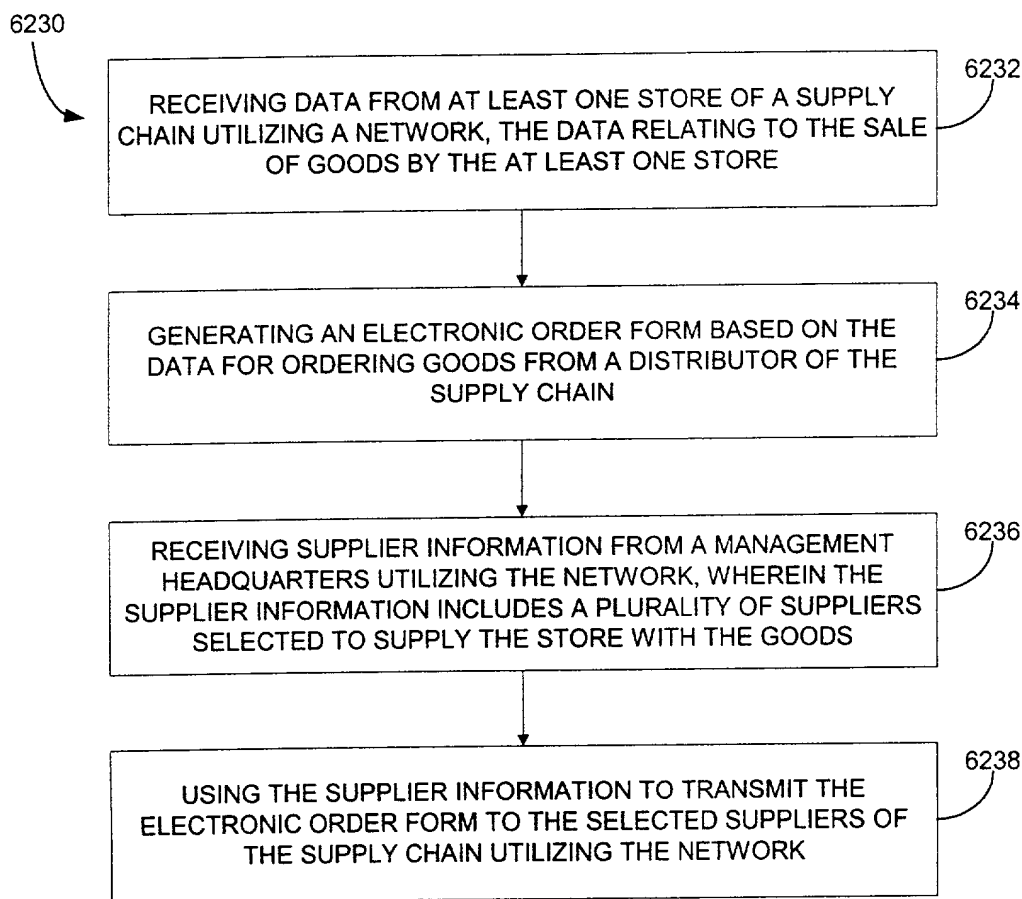 6230
6232
RECEIVING DATA FROM AT LEAST ONE STORE OF A SUPPLY
CHAIN UTILIZING A NETWORK, THE DATA RELATING TO THE SALE
OF GOODS BY THE AT LEAST ONE STORE
6234
GENERATING AN ELECTRONIC ORDER FORM BASED ON THE
DATA FOR ORDERING GOODS FROM A DISTRIBUTOR OF THE
SUPPLY CHAIN
6236
RECEIVING SUPPLIER INFORMATION FROM A MANAGEMENT
HEADQUARTERS UTILIZING THE NETWORK, WHEREIN THE
SUPPLIER INFORMATION INCLUDES A PLURALITY OF SUPPLIERS
SELECTED TO SUPPLY THE STORE WITH THE GOODS
6238
USING THE SUPPLIER INFORMATION TO TRANSMIT THE
ELECTRONIC ORDER FORM TO THE SELECTED SUPPLIERS OF
THE SUPPLY CHAIN UTILIZING THE NETWORK